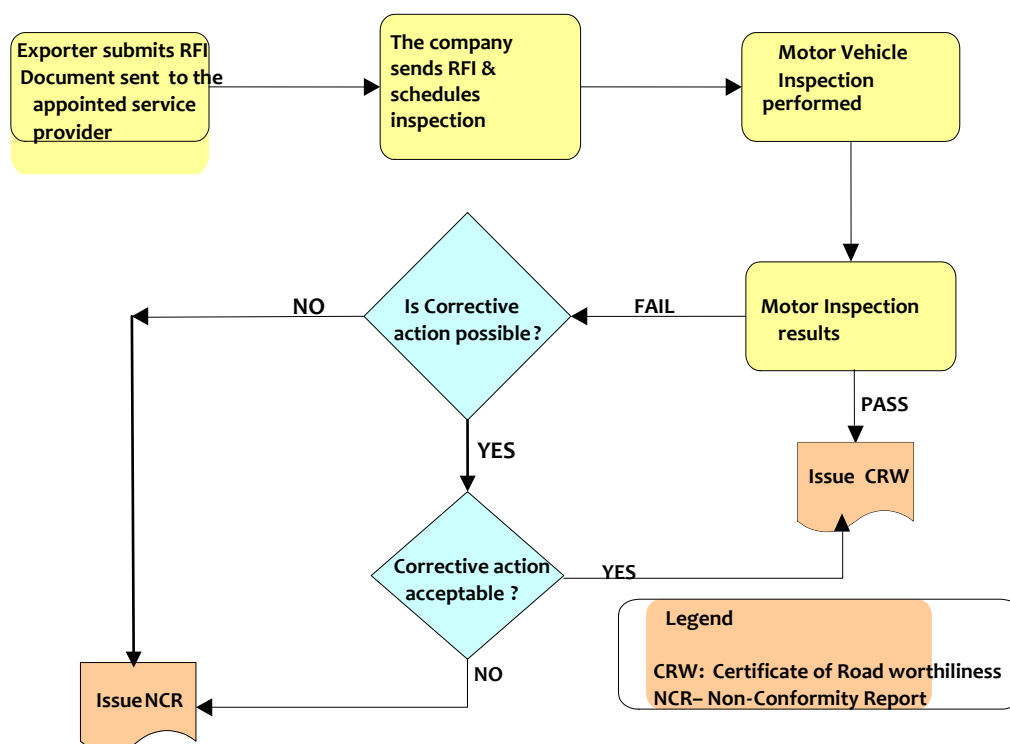 Exporter submits RFI
Document sent to the
appointed service
provider
The company
sends RFI &
schedules
inspection
Motor Vehicle
Inspection
performed
NO
Is Corrective
action possible ?
FAIL
Motor Inspection
results
PASS
YES
Issue CRW
Corrective action
acceptable ?
YES
NO
Issue NCR
Legend
CRW: Certificate of Road worthiliness
NCR– Non-Conformity Report